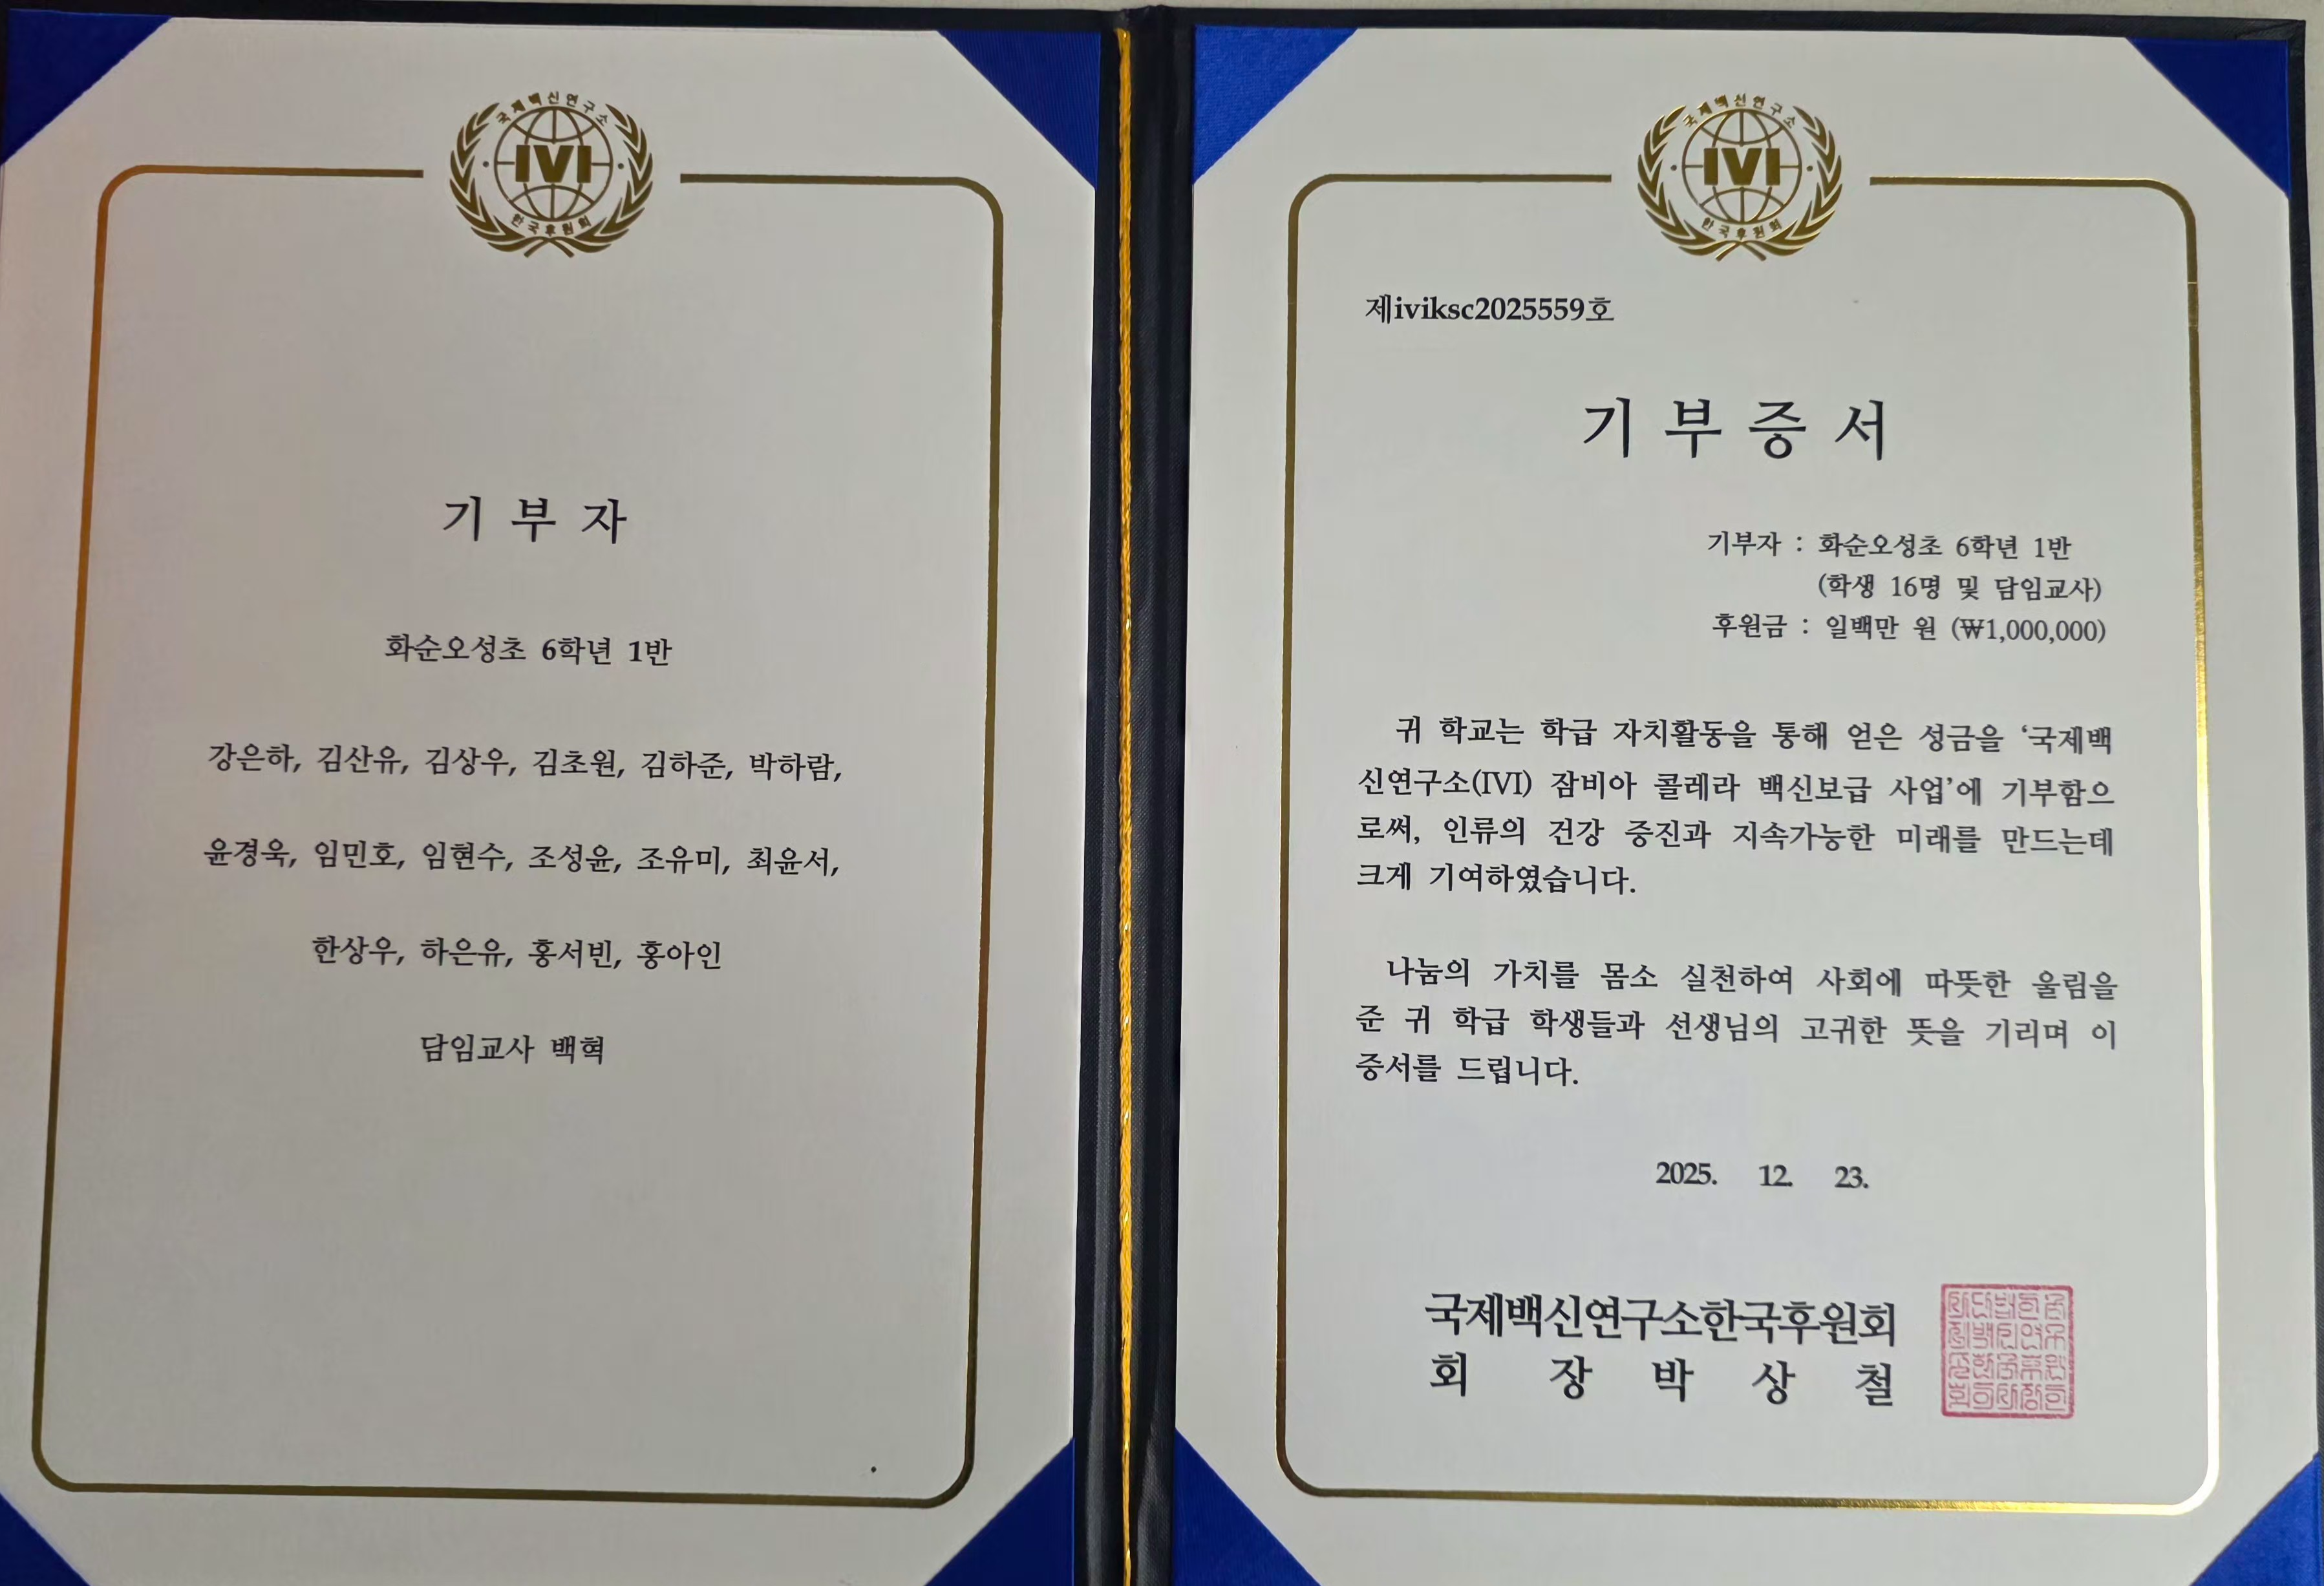 국제백신연구소
IVI
한국후원회
기부자
화순오성초 6학년 1반
강은하, 김산유, 김상우, 김초원, 김하준, 박하람,
윤경욱, 임민호, 임현수, 조성윤, 조유미, 최윤서,
한상우, 하은유, 홍서빈, 홍아인
담임교사 백혁
국제백신연구소
IVI
한국후원회
제iviksc2025559호
기부증서
기부자 : 화순오성초 6학년 1반
(학생 16명 및 담임교사)
후원금 : 일백만 원 (₩1,000,000)
귀 학교는 학급 자치활동을 통해 얻은 성금을 ‘국제백
신연구소(IVI) 잠비아 콜레라 백신보급 사업’에 기부함으
로써, 인류의 건강 증진과 지속가능한 미래를 만드는데
크게 기여하였습니다.
나눔의 가치를 몸소 실천하여 사회에 따뜻한 울림을
준 귀 학급 학생들과 선생님의 고귀한 뜻을 기리며 이
증서를 드립니다.
2025. 12. 23.
국제백신연구소한국후원회
회 장 박 상 철